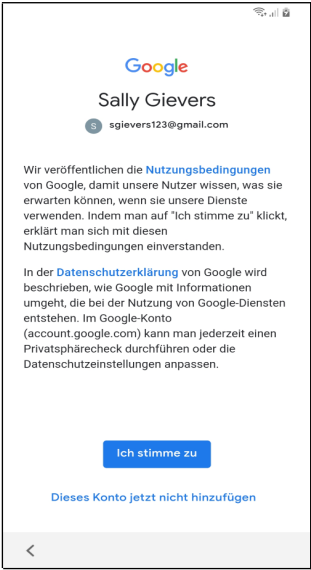 Google
Sally Gievers
S sgievers123@gmail.com
Wir veröffentlichen die Nutzungsbedingungen
von Google, damit unsere Nutzer wissen, was sie
erwarten können, wenn sie unsere Dienste
verwenden. Indem man auf "Ich stimme zu" klickt,
erklärt man sich mit diesen
Nutzungsbedingungen einverstanden.
In der Datenschutzerklärung von Google wird
beschrieben, wie Google mit Informationen
umgeht, die bei der Nutzung von Google-Diensten
entstehen. Im Google-Konto
(account.google.com) kann man jederzeit einen
Privatsphärecheck durchführen oder die
Datenschutzeinstellungen anpassen.
Ich stimme zu
Dieses Konto jetzt nicht hinzufügen